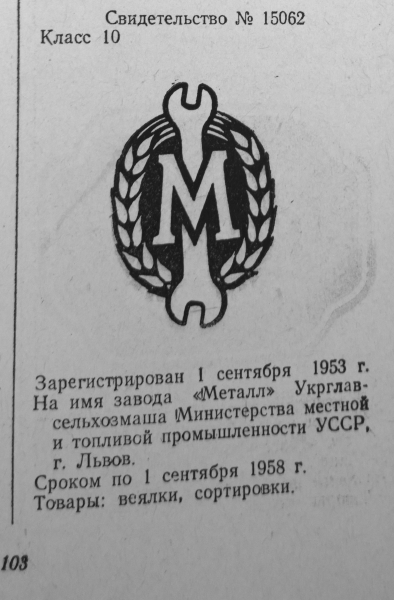 Свидетельство № 15062
Класс 10
М
Зарегистрирован 1 сентября 1953 г.
На имя завода «Металл» Укрглав-
сельхозмаша Министерства местной
и топливой промышленности УССР,
г. Львов.
Сроком по 1 сентября 1958 г.
Товары: веялки, сортировки.
103